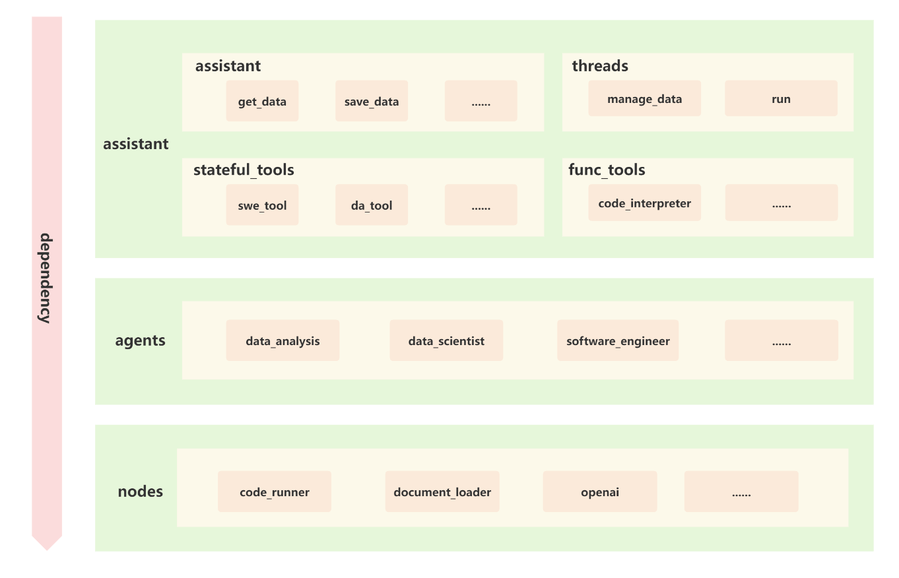 dependency
assistant
assistant
get_data
save_data
......
threads
manage_data
run
stateful_tools
swe_tool
da_tool
......
func_tools
code_interpreter
......
agents
data_analysis
data_scientist
software_engineer
......
nodes
code_runner
document_loader
openai
......